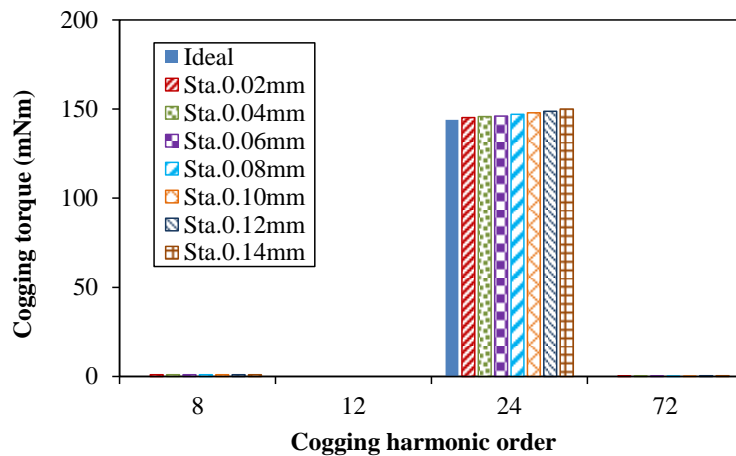 200
150
100
50
0
Cogging torque (mNm)
Ideal
Sta.0.02mm
Sta.0.04mm
Sta.0.06mm
Sta.0.08mm
Sta.0.10mm
Sta.0.12mm
Sta.0.14mm
8 12 24 72
Cogging harmonic order